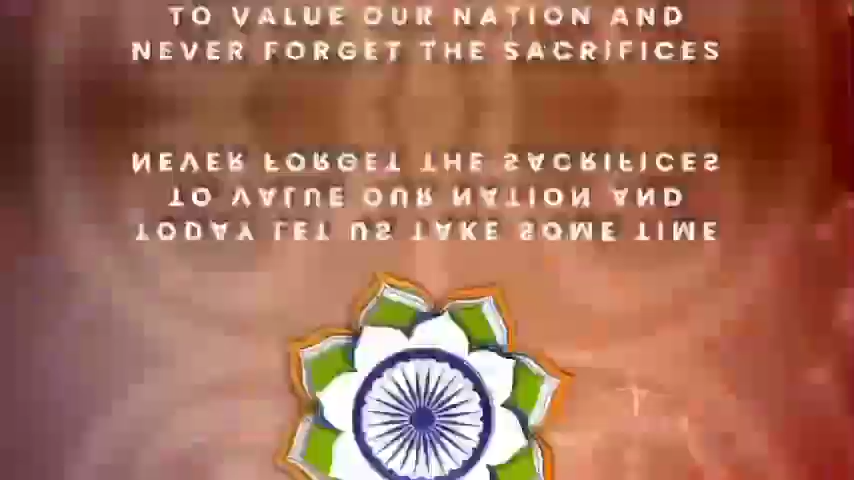 TO VALUE OUR NATION AND
NEVER FORGET THE SACRIFICES
NEVER FORGET THE SACRIFICES
TO VALUE OUR NATION AND
TODAY LET US TAKE SOME TIME